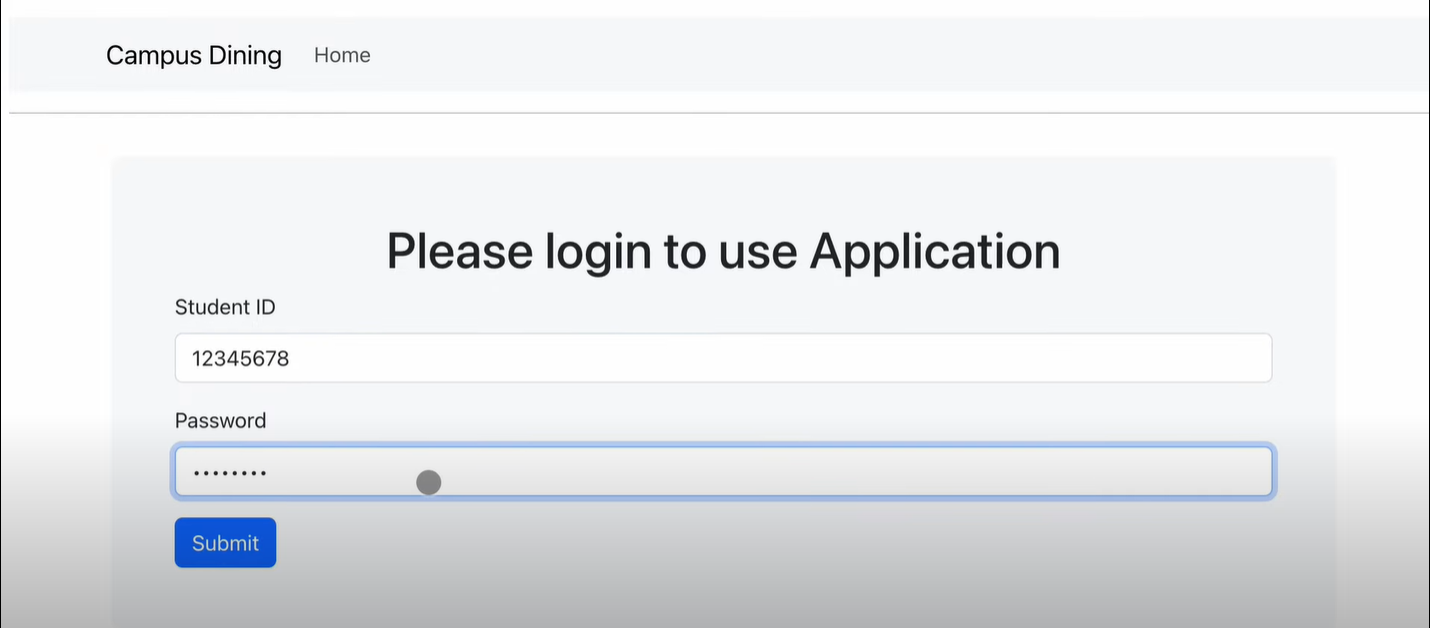 Campus Dining Home
Please login to use Application
Student ID
12345678
Password
••••••••
Submit